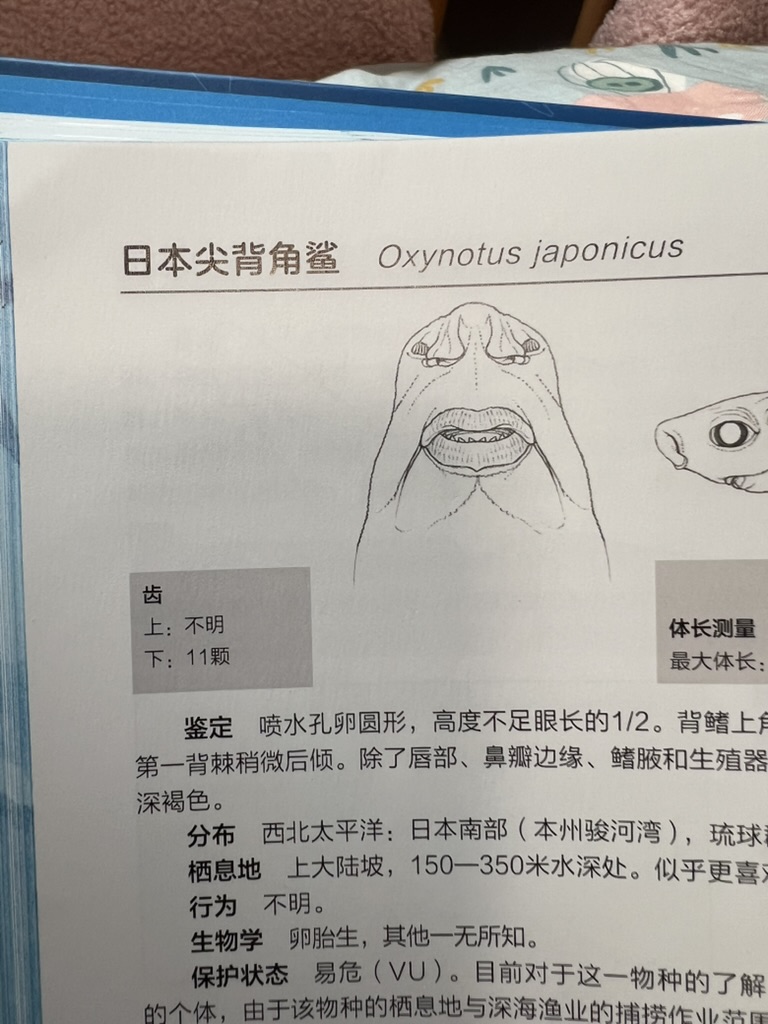 日本尖背角鲨 Oxynotus japonicus
齿
上：不明
下：11颗
体长测量
最大体长：
鉴定 喷水孔卵圆形，高度不足眼长的1/2。背鳍上
第一背棘稍微后倾。除了唇部、鼻瓣边缘、鳍腋和生殖器
深褐色。
分布 西北太平洋：日本南部（本州骏河湾），琉球
栖息地 上大陆坡，150—350米水深处。似乎更喜
行为 不明。
生物学 卵胎生，其他一无所知。
保护状态 易危（VU）。目前对于这一物种的了解
的个体，由于该物种的栖息地与深海渔业的捕捞作业范